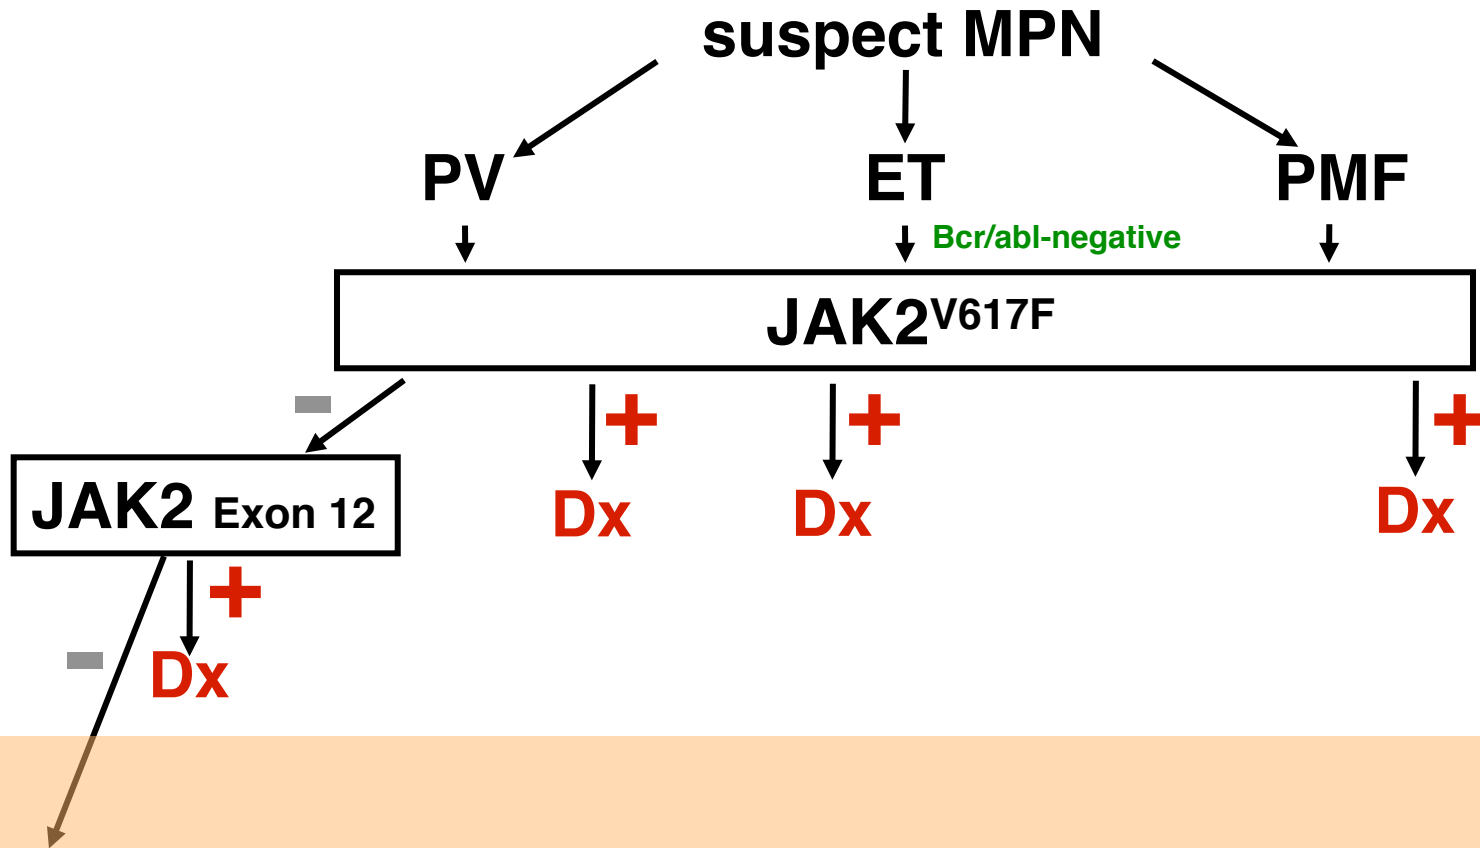 suspect MPN
PV ET PMF
Bcr/abl-negative
JAK2V617F
-
+ + +
JAK2 Exon 12
Dx Dx Dx
+
-
Dx